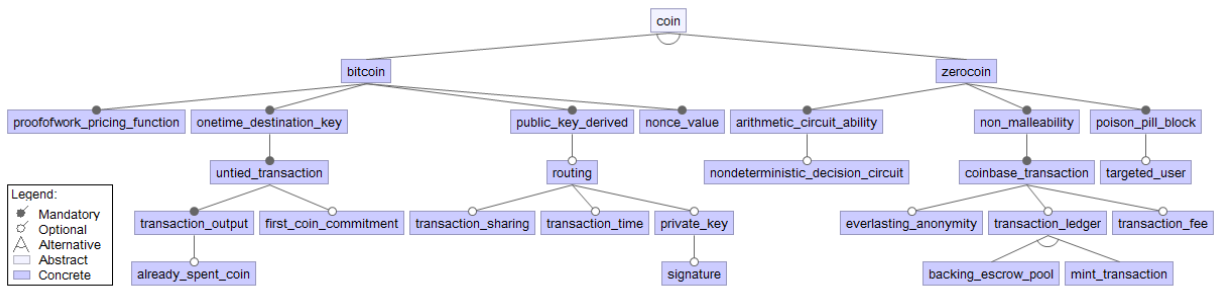 coin
bitcoin
zerocoin
proofofwork_pricing_function
onetime_destination_key
public_key_derived
nonce_value
arithmetic_circuit_ability
non_malleability
poison_pill_block
untied_transaction
routing
nondeterministic_decision_circuit
coinbase_transaction
targeted_user
transaction_output
first_coin_commitment
transaction_sharing
transaction_time
private_key
everlasting_anonymity
transaction_ledger
transaction_fee
already_spent_coin
signature
backing_escrow_pool
mint_transaction
Legend:
Mandatory
Optional
Alternative
Abstract
Concrete